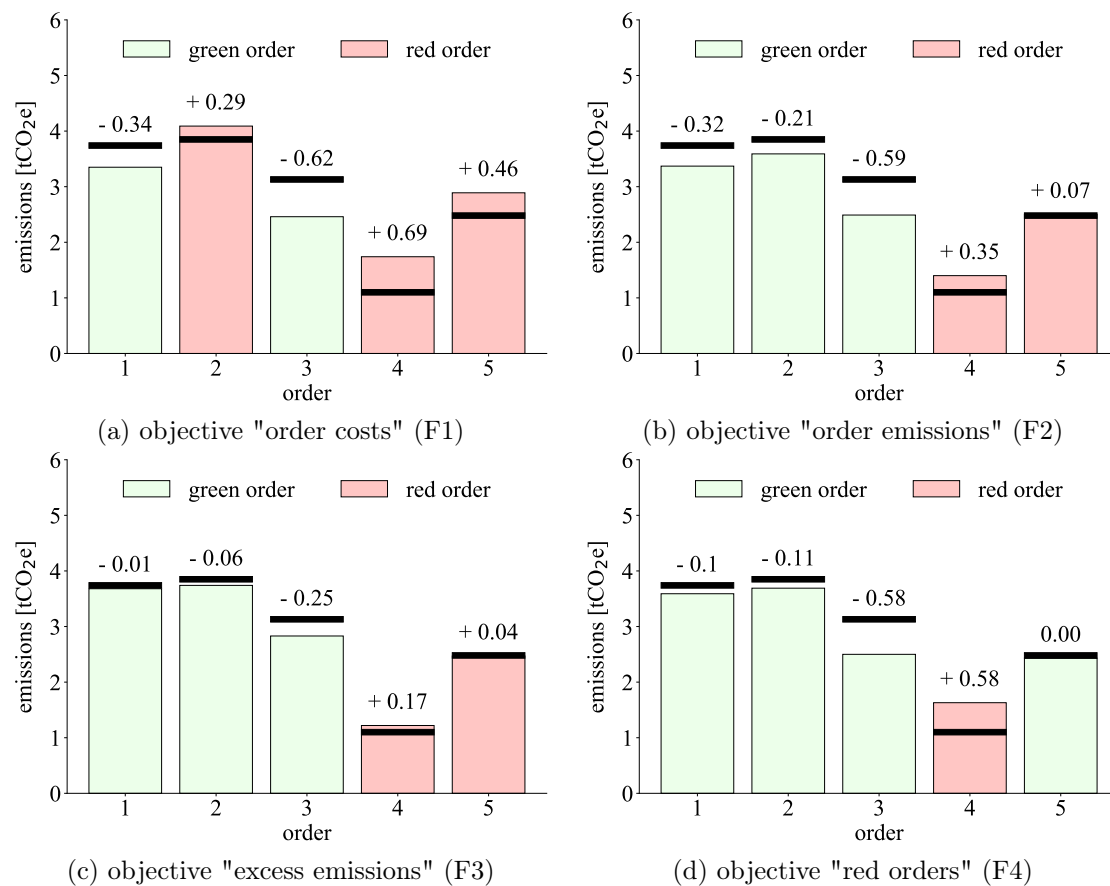 6
5
4
3
2
1
0
emissions [tCO₂e]
green order
red order
- 0.34
+ 0.29
- 0.62
+ 0.69
+ 0.46
1 2 3 4 5
order
(a) objective "order costs" (F1)
6
5
4
3
2
1
0
emissions [tCO₂e]
green order
red order
- 0.32
- 0.21
- 0.59
+ 0.35
+ 0.07
1 2 3 4 5
order
(b) objective "order emissions" (F2)
6
5
4
3
2
1
0
emissions [tCO₂e]
green order
red order
- 0.01
- 0.06
- 0.25
+ 0.17
+ 0.04
1 2 3 4 5
order
(c) objective "excess emissions" (F3)
6
5
4
3
2
1
0
emissions [tCO₂e]
green order
red order
- 0.1
- 0.11
- 0.58
+ 0.58
0.00
1 2 3 4 5
order
(d) objective "red orders" (F4)